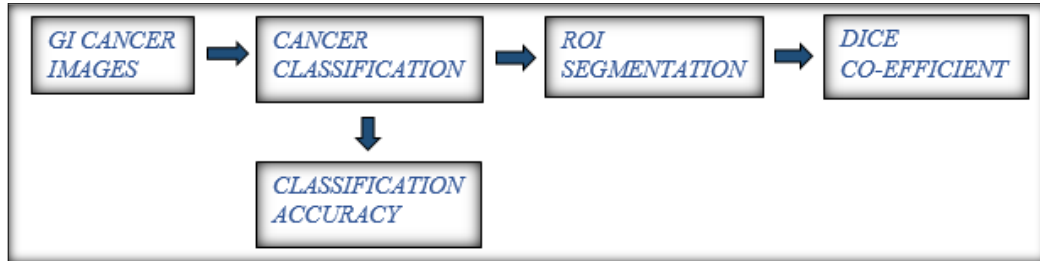 GI CANCER
IMAGES
CANCER
CLASSIFICATION
ROI
SEGMENTATION
DICE
CO-EFFICIENT
CLASSIFICATION
ACCURACY